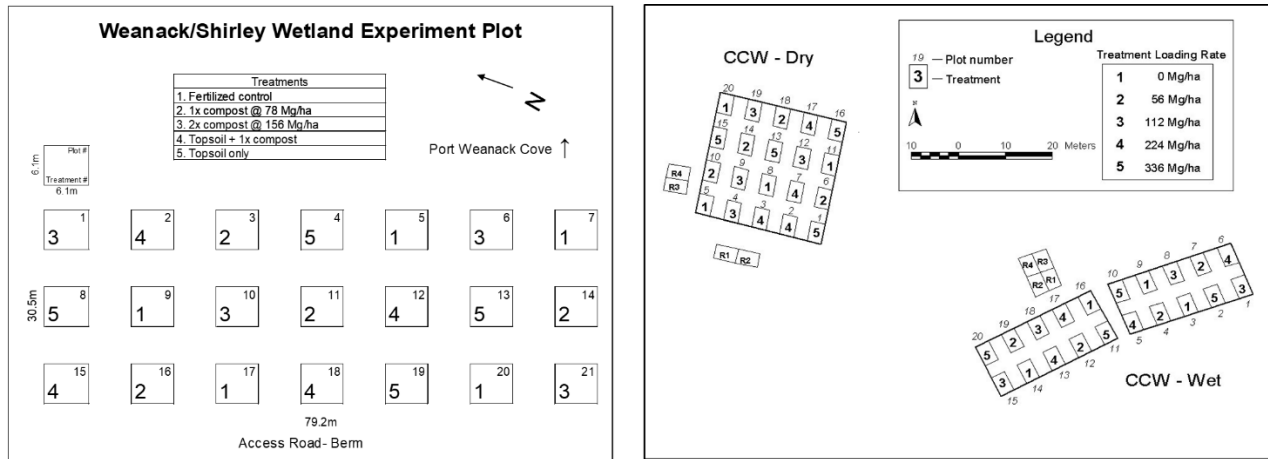 Weanack/Shirley Wetland Experiment Plot
Treatments
1. Fertilized control
2. 1x compost @ 78 Mg/ha
3. 2x compost @ 156 Mg/ha
4. Topsoil + 1x compost
5. Topsoil only
N
Port Weanack Cove ↑
Plot #
Treatment #
6.1m
6.1m
1 2 3 4 5 6 7
3 4 2 5 1 3 1
8 9 10 11 12 13 14
5 1 3 2 4 5 2
15 16 17 18 19 20 21
4 2 1 4 5 1 3
30.5m
79.2m
Access Road- Berm
CCW - Dry
20 19 18 17 16
1 3 2 4 5
15 14 13 12 11
5 2 5 3 1
10 9 8 7 6
2 3 1 4 2
5 4 3 2 1
1 3 4 4 5
R4
R3
R1 R2
Legend
19 — Plot number
3 — Treatment
10 0 10 20 Meters
Treatment Loading Rate
1 0 Mg/ha
2 56 Mg/ha
3 112 Mg/ha
4 224 Mg/ha
5 336 Mg/ha
R4 R3
R2 R1
10 9 8 7 6
5 1 3 2 4
4 2 1 5 3
5 4 3 2 1
20 19 18 17 16
5 2 3 4 1
3 1 4 2 5
15 14 13 12 11
CCW - Wet